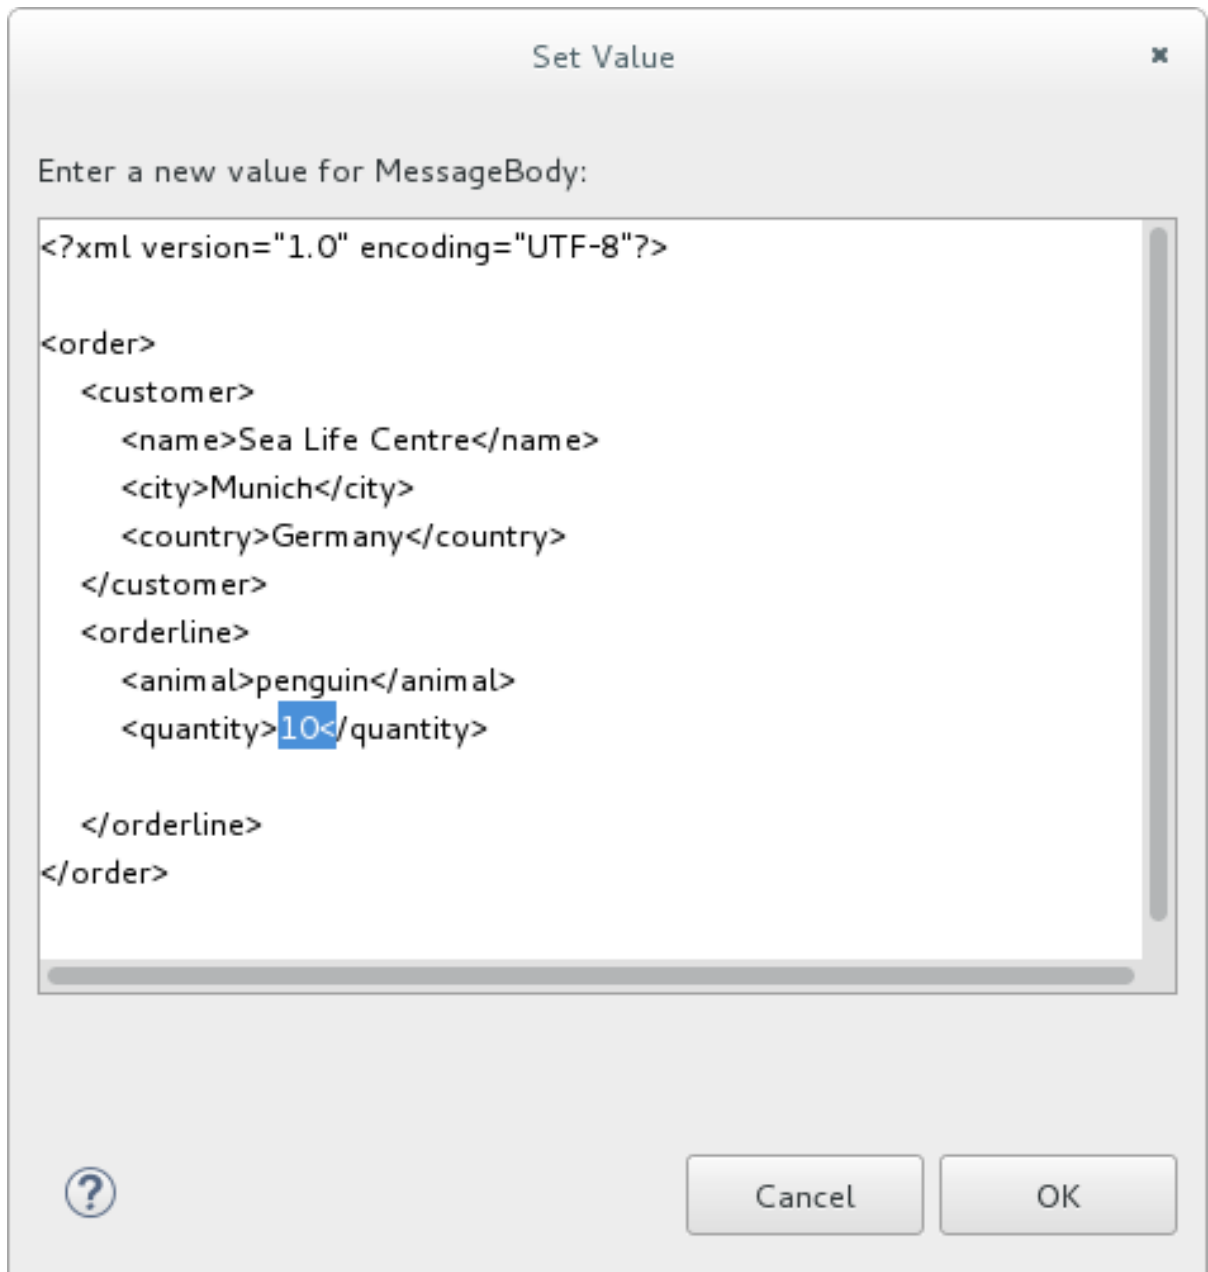 Set Value
Enter a new value for MessageBody:
<?xml version="1.0" encoding="UTF-8"?>
<order>
<customer>
<name>Sea Life Centre</name>
<city>Munich</city>
<country>Germany</country>
</customer>
<orderline>
<animal>penguin</animal>
<quantity>10</quantity>
</orderline>
</order>
?
Cancel
OK